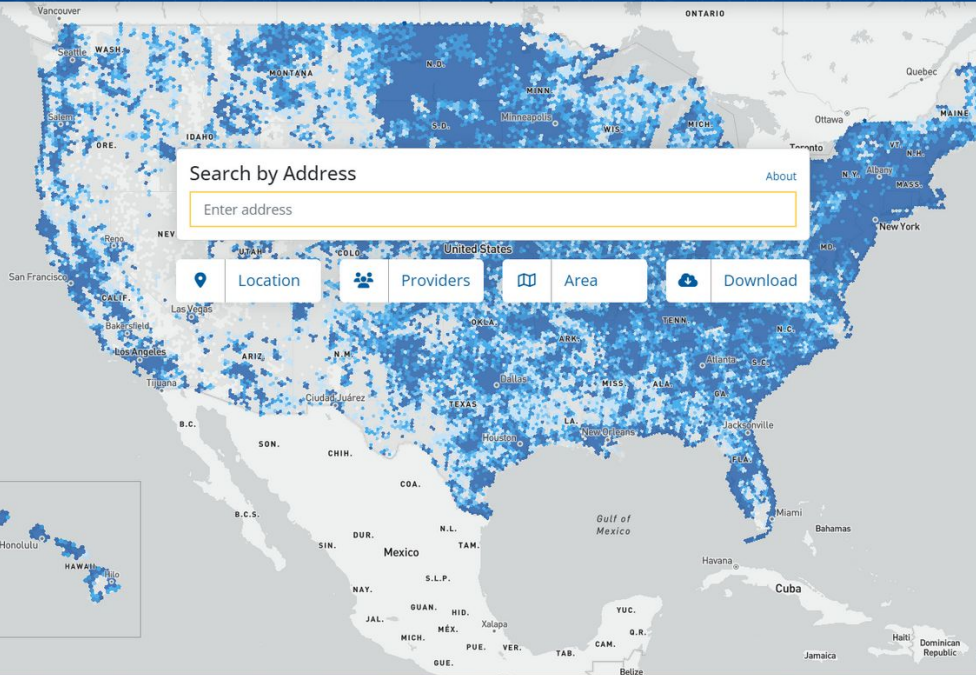 Vancouver
ONTARIO
Seattle
WASH.
MONTANA
N.D.
Quebec
MINN.
Salem
Minneapolis
S.D.
WIS.
MICH.
Ottawa
MAINE
ORE.
IDAHO
Toronto
VT.
N.H.
Search by Address
About
N.Y.
Albany
MASS.
Enter address
New York
Reno
NEV
UTAH
COLO.
United States
MD.
San Francisco
Location
Providers
Area
Download
CALIF.
Las Vegas
Bakersfield
OKLA.
TENN.
N.C.
Los Angeles
ARIZ.
N.M.
ARK.
Atlanta
S.C.
Tijuana
Dallas
MISS.
ALA.
GA.
Ciudad Juárez
TEXAS
B.C.
LA.
Jacksonville
SON.
Houston
New Orleans
CHIH.
FLA.
COA.
B.C.S.
Gulf of
Mexico
Miami
Bahamas
Honolulu
DUR.
N.L.
SIN.
Mexico
TAM.
HAWAII
Hilo
Havana
S.L.P.
NAY.
Cuba
GUAN.
HID.
YUC.
JAL.
MÉX.
Xalapa
Q.R.
MICH.
PUE.
VER.
CAM.
TAB.
Haiti
Dominican
Republic
Jamaica
GUE.
Belize